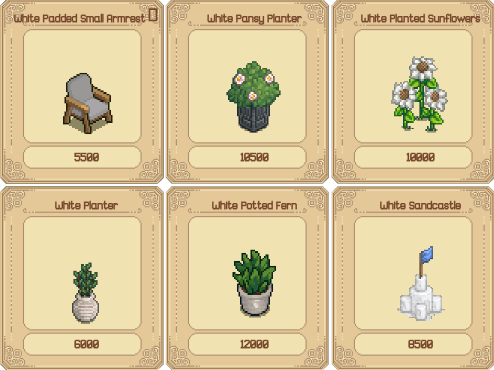 White Padded Small Armrest
White Pansy Planter
White Planted Sunflowers
5500
10500
10000
White Planter
White Potted Fern
White Sandcastle
6000
12000
8500